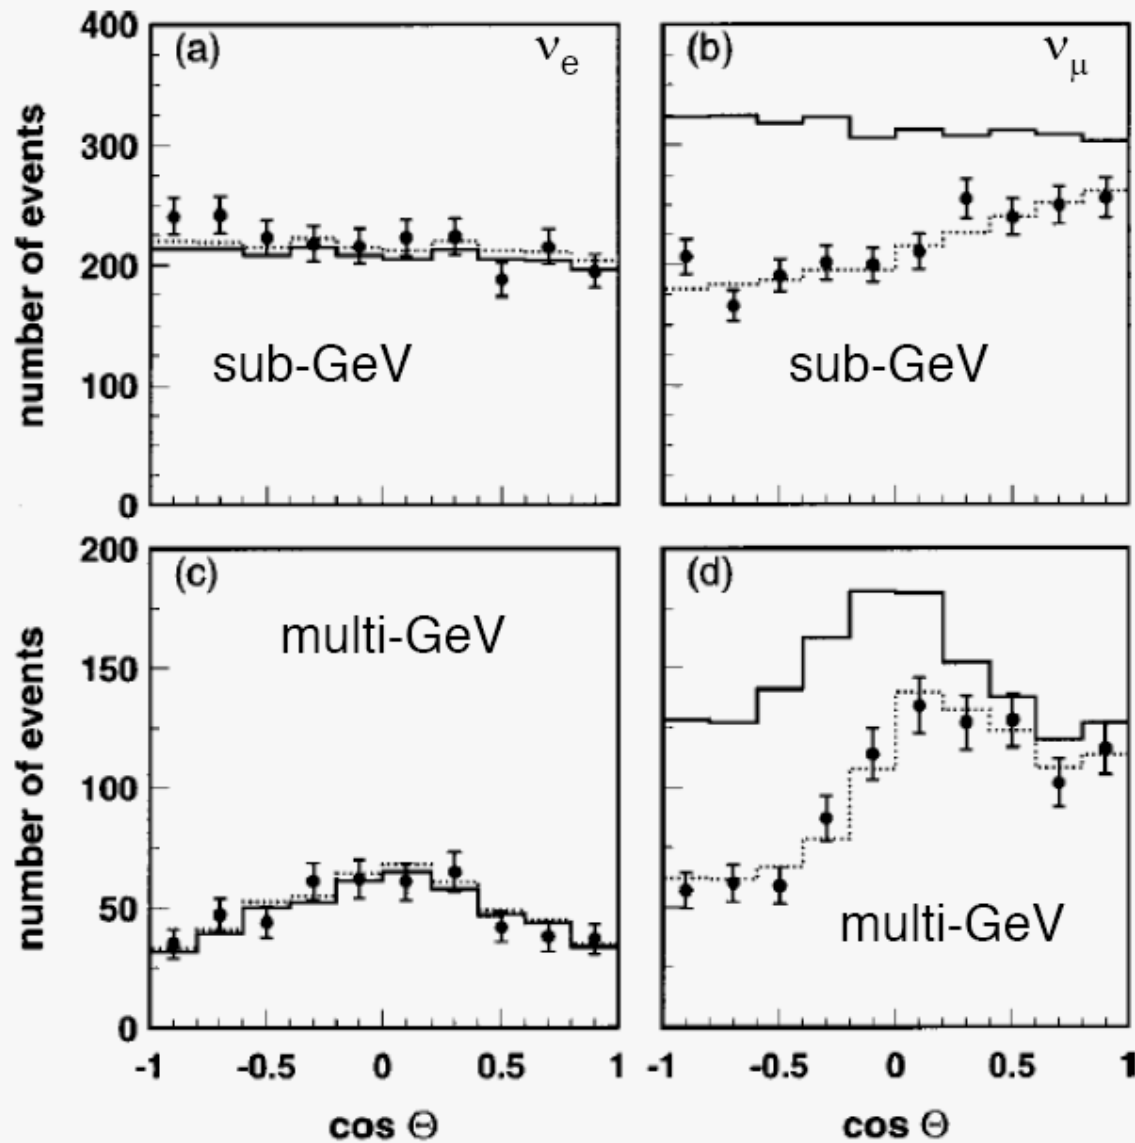 (a) ν_e
(b) ν_μ
400
300
200
100
0
number of events
sub-GeV
sub-GeV
(c)
(d)
200
150
100
50
0
number of events
multi-GeV
multi-GeV
-1 -0.5 0 0.5 1
-1 -0.5 0 0.5 1
cos Θ
cos Θ